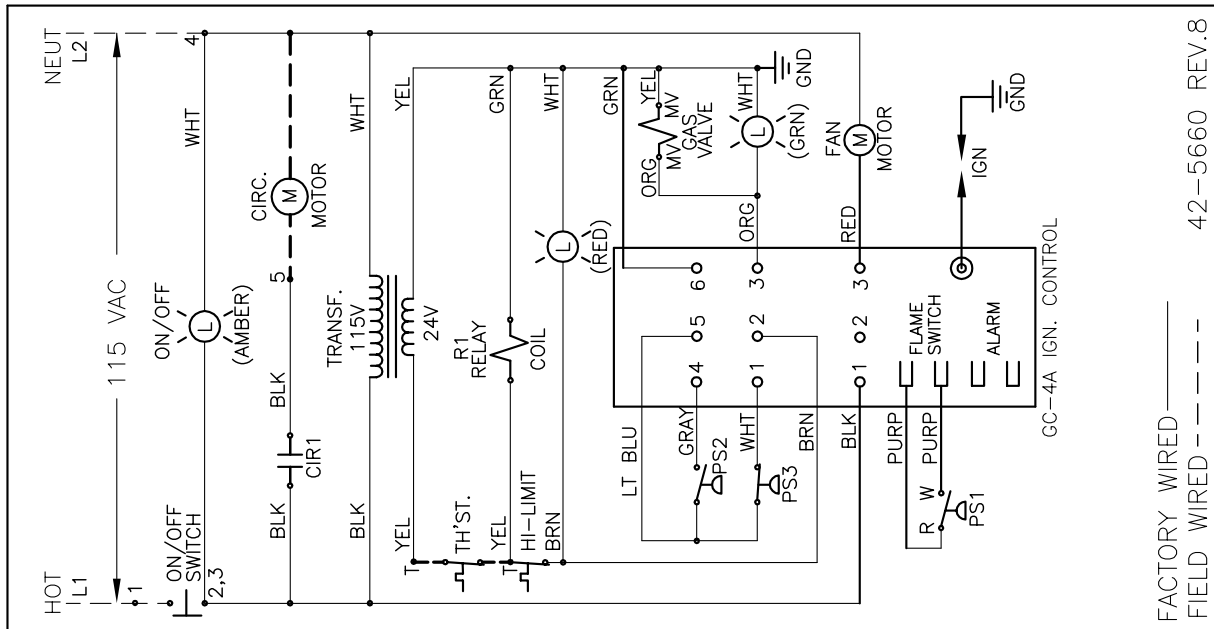 HOT
L1
115 VAC
NEUT
L2
1
ON/OFF
SWITCH
2,3
ON/OFF
L
(AMBER)
WHT
4
BLK
CIR1
BLK
5
CIRC.
M
MOTOR
BLK
TRANSF.
115V
24V
WHT
YEL
T
TH'ST.
YEL
YEL
T
HI-LIMIT
BRN
R1
RELAY
COIL
GRN
L
(RED)
WHT
LT BLU
GRN
GRAY
PS2
4
5
6
ORG
MV
MV
YEL
GAS
VALVE
WHT
PS3
1
2
3
ORG
L
(GRN)
WHT
GND
BRN
BLK
1
2
3
RED
FAN
M
MOTOR
PURP
PURP
R
W
PS1
FLAME
SWITCH
ALARM
IGN
GND
GC-4A IGN. CONTROL
FACTORY WIRED
FIELD WIRED
42-5660 REV.8